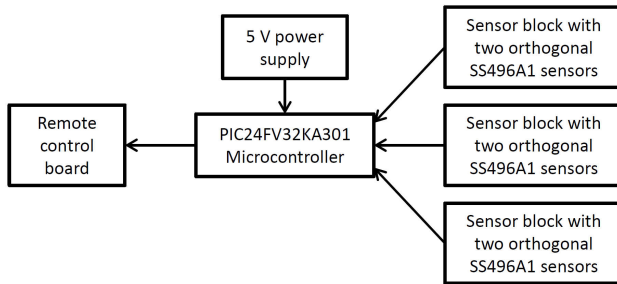 5 V power
supply
Sensor block with
two orthogonal
SS496A1 sensors
Remote
control
board
PIC24FV32KA301
Microcontroller
Sensor block with
two orthogonal
SS496A1 sensors
Sensor block with
two orthogonal
SS496A1 sensors